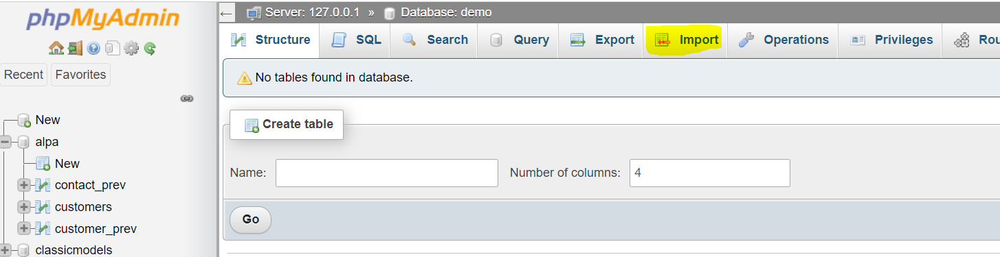 phpMyAdmin
Recent Favorites
New
alpa
New
contact_prev
customers
customer_prev
classicmodels
← Server: 127.0.0.1 » Database: demo
Structure SQL Search Query Export Import Operations Privileges Rou
No tables found in database.
Create table
Name: Number of columns: 4
Go